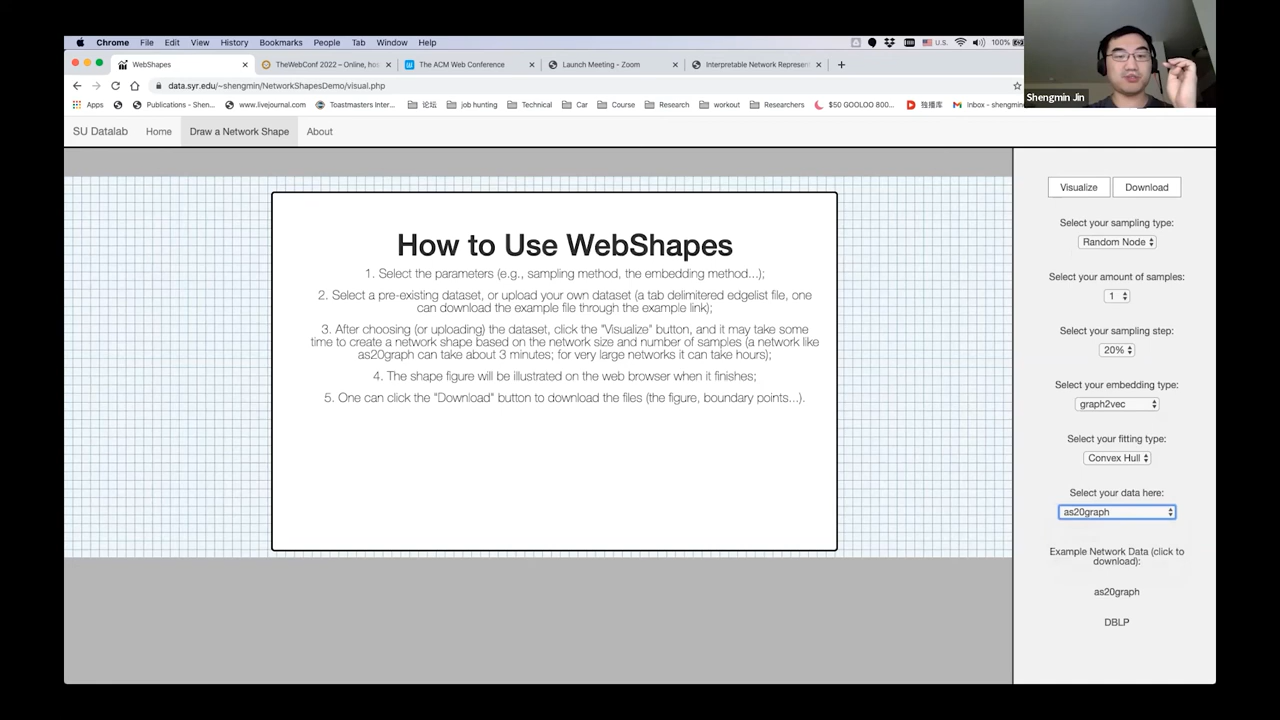 Chrome File Edit View History Bookmarks People Tab Window Help U.S. 100%
WebShapes TheWebConf 2022 – Online, hos The ACM Web Conference Launch Meeting - Zoom Interpretable Network Represen
data.syr.edu/~shengmin/NetworkShapesDemo/visual.php
Apps Publications - Shen... www.livejournal.com Toastmasters Inter... 论坛 job hunting Technical Car Course Research workout Researchers $50 GOOLOO 800... 独播库 Inbox - shengmin
Shengmin Jin
SU Datalab Home Draw a Network Shape About
How to Use WebShapes
1. Select the parameters (e.g., sampling method, the embedding method...);
2. Select a pre-existing dataset, or upload your own dataset (a tab delimitered edgelist file, one
can download the example file through the example link);
3. After choosing (or uploading) the dataset, click the "Visualize" button, and it may take some
time to create a network shape based on the network size and number of samples (a network like
as20graph can take about 3 minutes; for very large networks it can take hours);
4. The shape figure will be illustrated on the web browser when it finishes;
5. One can click the "Download" button to download the files (the figure, boundary points...).
Visualize Download
Select your sampling type:
Random Node
Select your amount of samples:
1
Select your sampling step:
20%
Select your embedding type:
graph2vec
Select your fitting type:
Convex Hull
Select your data here:
as20graph
Example Network Data (click to
download):
as20graph
DBLP